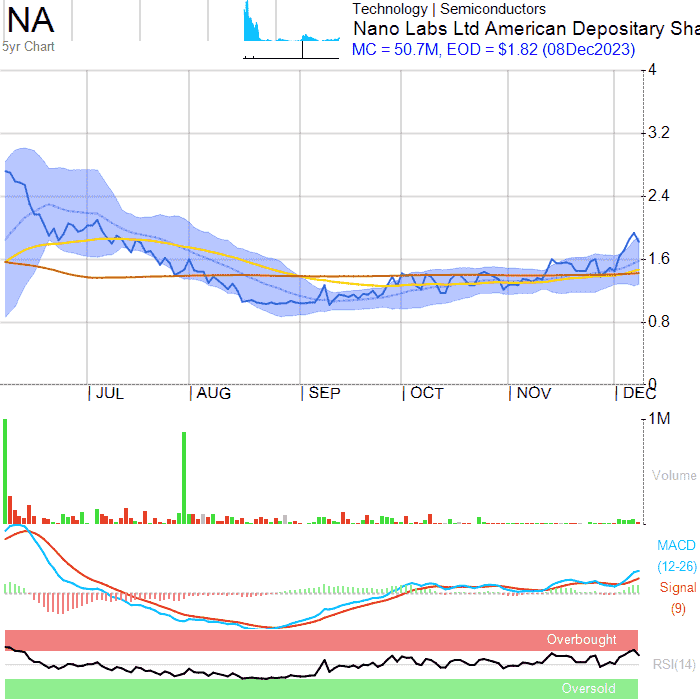 NA
5yr Chart
Technology | Semiconductors
Nano Labs Ltd American Depositary Sha
MC = 50.7M, EOD = $1.82 (08Dec2023)
4
3.2
2.4
1.6
0.8
0
JUL AUG SEP OCT NOV DEC
1M
Volume
MACD
(12-26)
Signal
(9)
Overbought
RSI(14)
Oversold